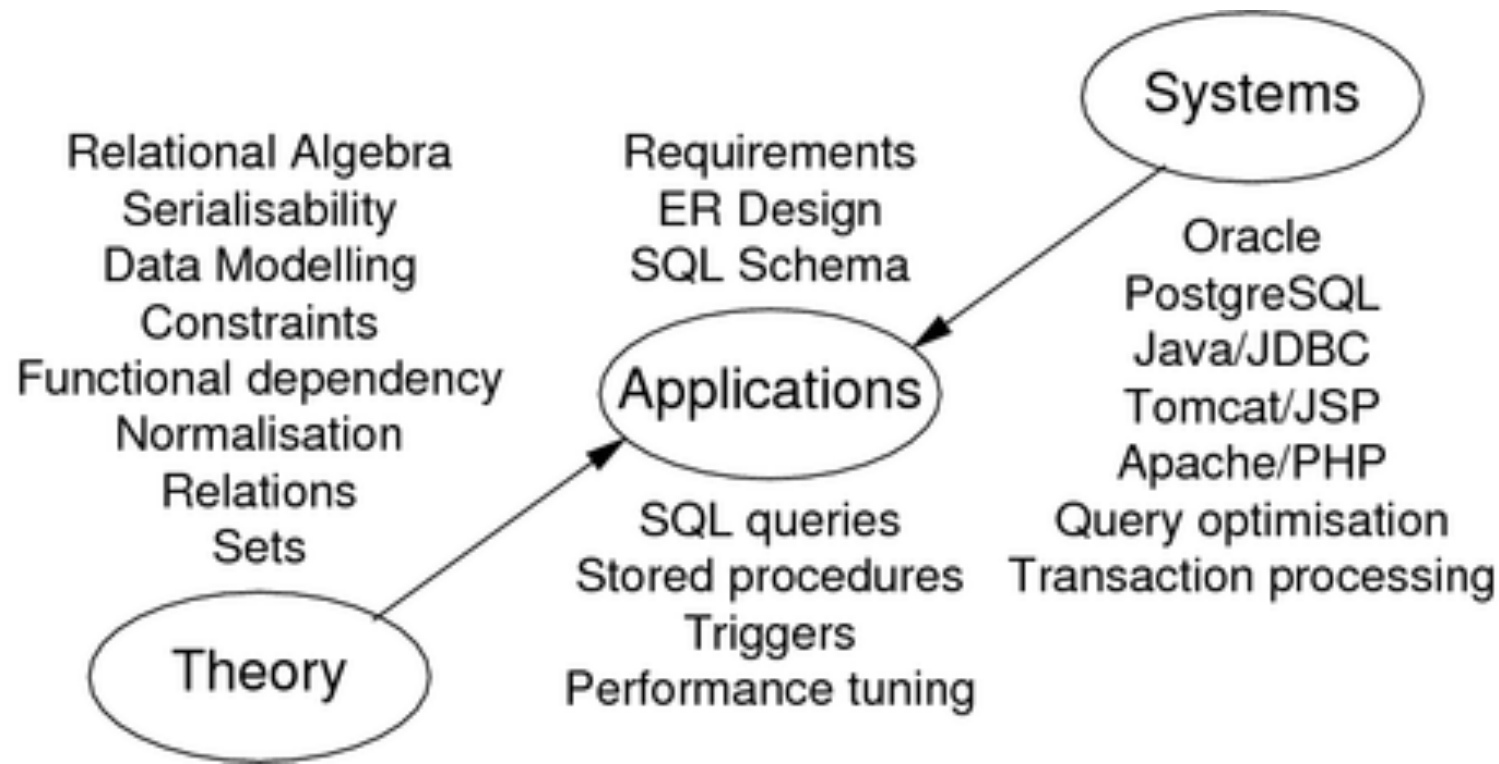 Relational Algebra
Serialisability
Data Modelling
Constraints
Functional dependency
Normalisation
Relations
Sets
Theory
Requirements
ER Design
SQL Schema
Applications
SQL queries
Stored procedures
Triggers
Performance tuning
Systems
Oracle
PostgreSQL
Java/JDBC
Tomcat/JSP
Apache/PHP
Query optimisation
Transaction processing